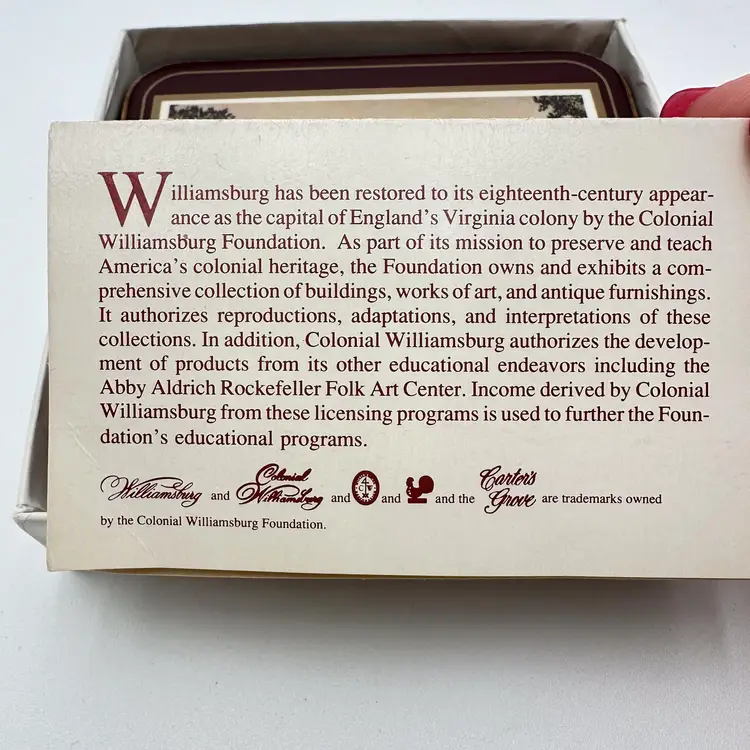 Williamsburg has been restored to its eighteenth-century appear-
ance as the capital of England's Virginia colony by the Colonial
Williamsburg Foundation. As part of its mission to preserve and teach
America's colonial heritage, the Foundation owns and exhibits a com-
prehensive collection of buildings, works of art, and antique furnishings.
It authorizes reproductions, adaptations, and interpretations of these
collections. In addition, Colonial Williamsburg authorizes the develop-
ment of products from its other educational endeavors including the
Abby Aldrich Rockefeller Folk Art Center. Income derived by Colonial
Williamsburg from these licensing programs is used to further the Foun-
dation's educational programs.
Williamsburg and Colonial Williamsburg and and and the Carter's Grove are trademarks owned
by the Colonial Williamsburg Foundation.